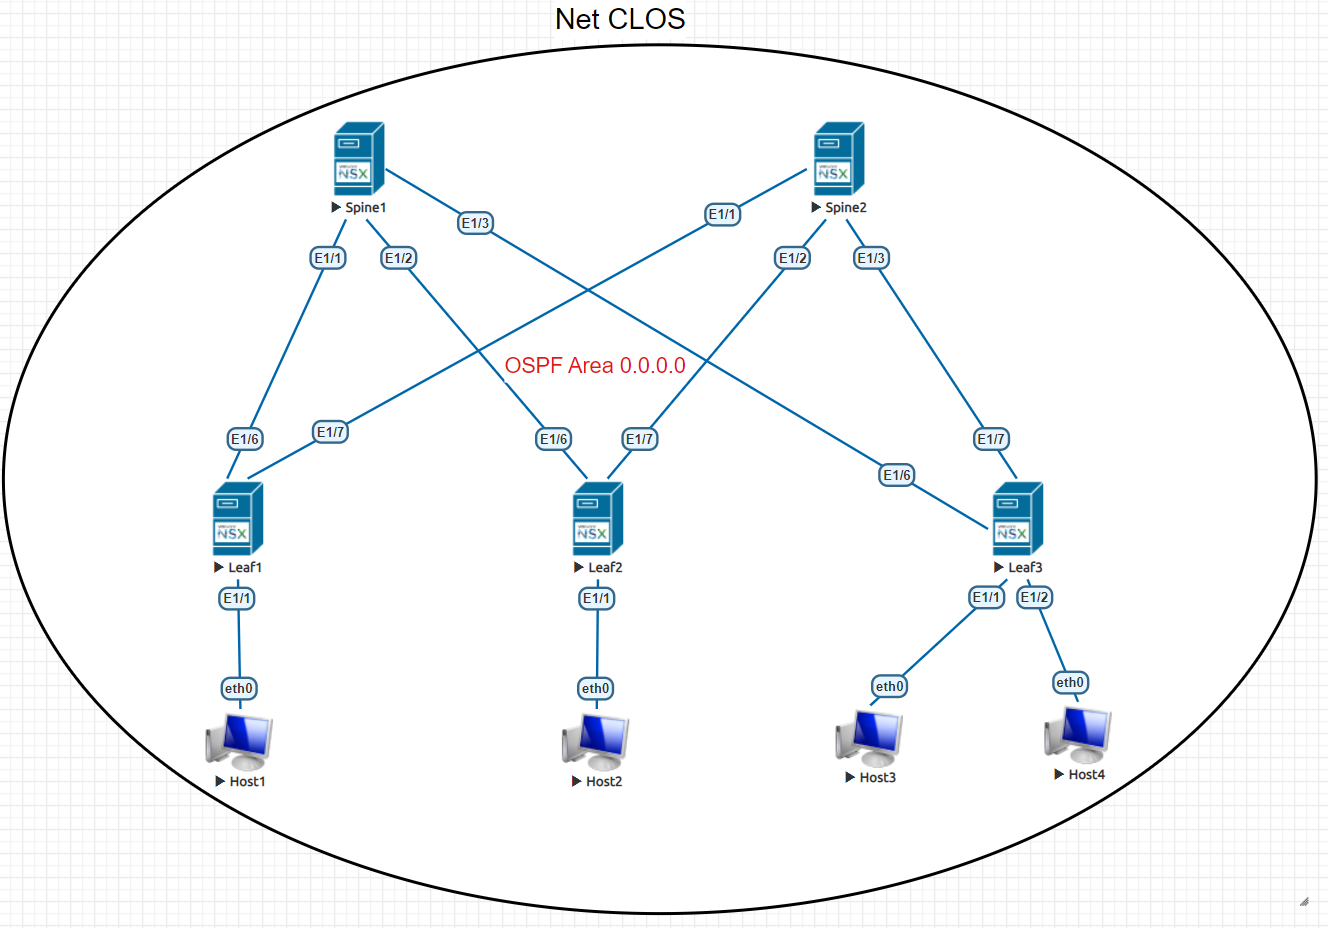 Net CLOS
NSX
NSX
Spine1
Spine2
E1/3
E1/1
E1/1
E1/2
E1/2
E1/3
OSPF Area 0.0.0.0
E1/6
E1/7
E1/6
E1/7
E1/7
E1/6
NSX
NSX
NSX
Leaf1
Leaf2
Leaf3
E1/1
E1/1
E1/1
E1/2
eth0
eth0
eth0
eth0
Host1
Host2
Host3
Host4